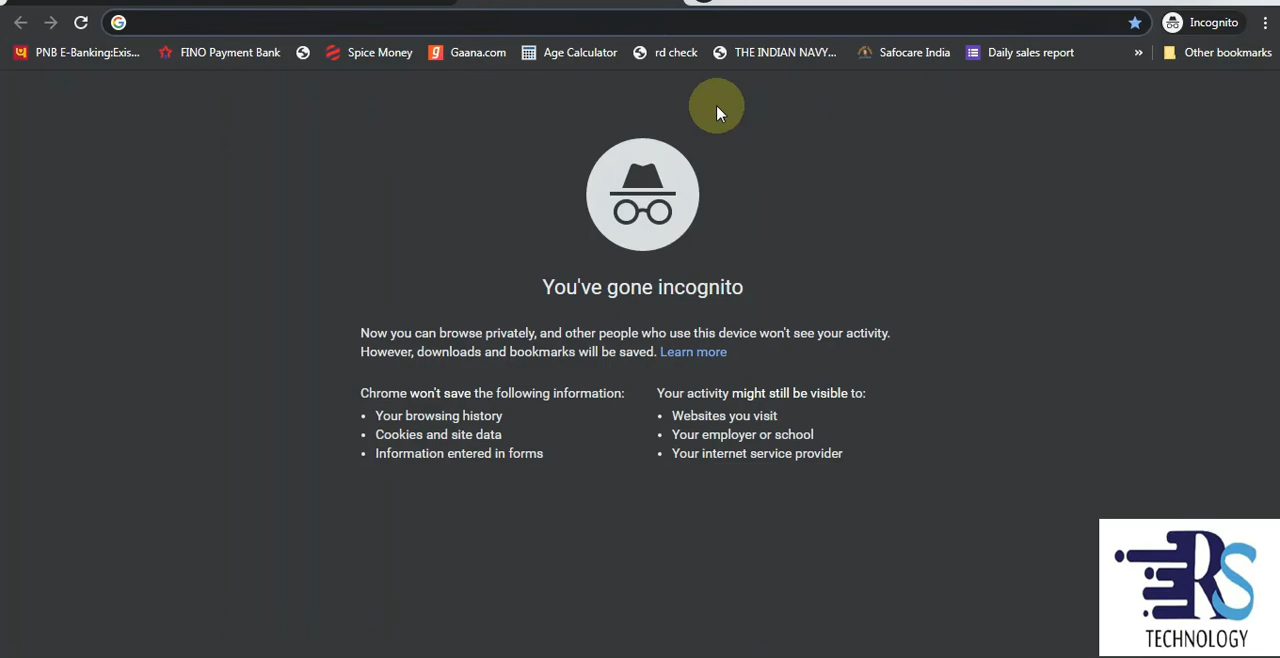 Incognito
PNB E-Banking:Exis... FINO Payment Bank Spice Money Gaana.com Age Calculator rd check THE INDIAN NAVY... Safocare India Daily sales report » Other bookmarks
You've gone incognito
Now you can browse privately, and other people who use this device won't see your activity.
However, downloads and bookmarks will be saved. Learn more
Chrome won't save the following information:
• Your browsing history
• Cookies and site data
• Information entered in forms
Your activity might still be visible to:
• Websites you visit
• Your employer or school
• Your internet service provider
RS
TECHNOLOGY